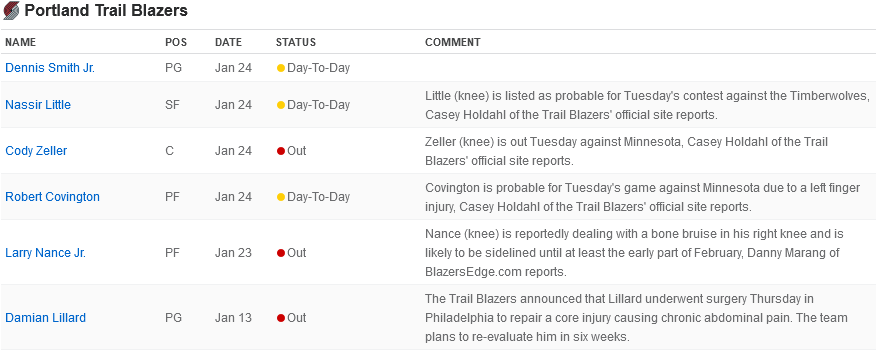 Portland Trail Blazers
NAME POS DATE STATUS COMMENT
Dennis Smith Jr. PG Jan 24 Day-To-Day
Nassir Little SF Jan 24 Day-To-Day Little (knee) is listed as probable for Tuesday's contest against the Timberwolves,
Casey Holdahl of the Trail Blazers' official site reports.
Cody Zeller C Jan 24 Out Zeller (knee) is out Tuesday against Minnesota, Casey Holdahl of the Trail
Blazers' official site reports.
Robert Covington PF Jan 24 Day-To-Day Covington is probable for Tuesday's game against Minnesota due to a left finger
injury, Casey Holdahl of the Trail Blazers' official site reports.
Larry Nance Jr. PF Jan 23 Out Nance (knee) is reportedly dealing with a bone bruise in his right knee and is
likely to be sidelined until at least the early part of February, Danny Marang of
BlazersEdge.com reports.
Damian Lillard PG Jan 13 Out The Trail Blazers announced that Lillard underwent surgery Thursday in
Philadelphia to repair a core injury causing chronic abdominal pain. The team
plans to re-evaluate him in six weeks.